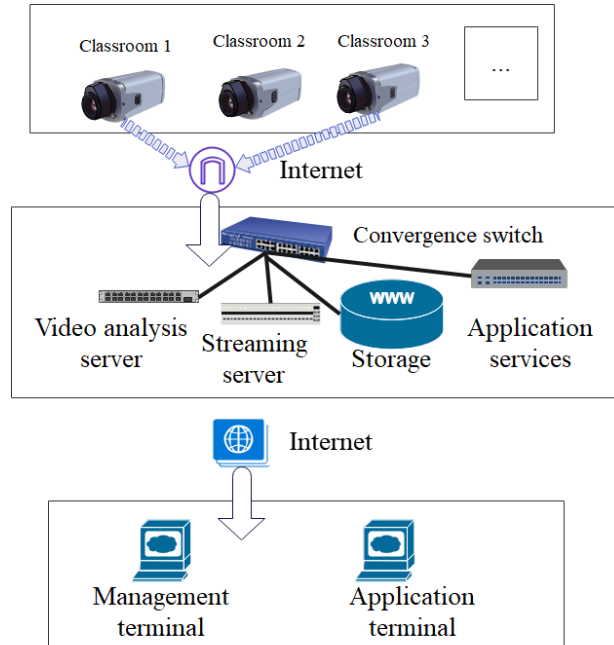 Classroom 1
Classroom 2
Classroom 3
...
Internet
Convergence switch
WWW
Video analysis
server
Streaming
server
Storage
Application
services
Internet
Management
terminal
Application
terminal